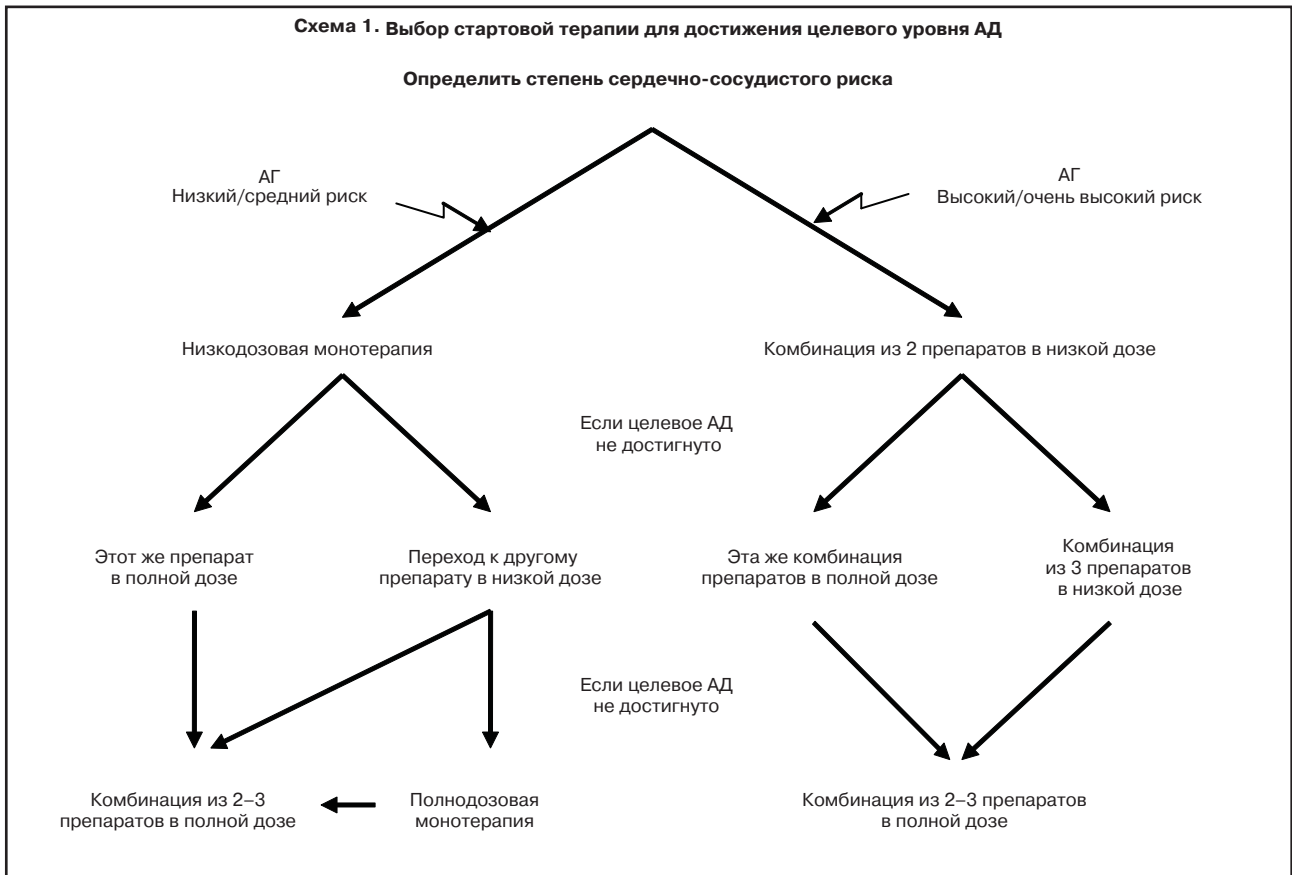 Схема 1. Выбор стартовой терапии для достижения целевого уровня АД
Определить степень сердечно-сосудистого риска
АГ
Низкий/средний риск
АГ
Высокий/очень высокий риск
Низкодозовая монотерапия
Комбинация из 2 препаратов в низкой дозе
Если целевое АД
не достигнуто
Этот же препарат
в полной дозе
Переход к другому
препарату в низкой дозе
Эта же комбинация
препаратов в полной дозе
Комбинация
из 3 препаратов
в низкой дозе
Если целевое АД
не достигнуто
Комбинация из 2–3
препаратов в полной дозе
Полнодозовая
монотерапия
Комбинация из 2–3 препаратов
в полной дозе